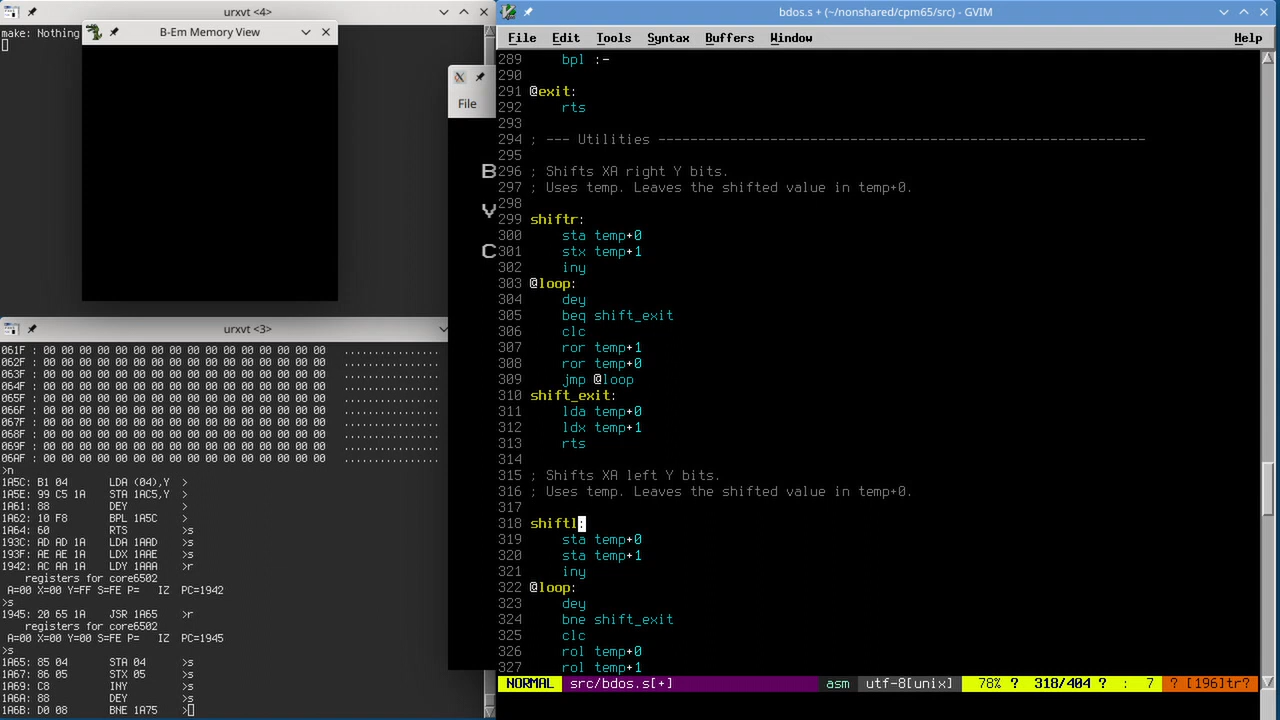 urxvt <4>
make: Nothing
B-Em Memory View
File
B
Y
C
urxvt <3>
061F : 00 00 00 00 00 00 00 00 00 00 00 00 00 00 00 00   ................
062F : 00 00 00 00 00 00 00 00 00 00 00 00 00 00 00 00   ................
063F : 00 00 00 00 00 00 00 00 00 00 00 00 00 00 00 00   ................
064F : 00 00 00 00 00 00 00 00 00 00 00 00 00 00 00 00   ................
065F : 00 00 00 00 00 00 00 00 00 00 00 00 00 00 00 00   ................
066F : 00 00 00 00 00 00 00 00 00 00 00 00 00 00 00 00   ................
067F : 00 00 00 00 00 00 00 00 00 00 00 00 00 00 00 00   ................
068F : 00 00 00 00 00 00 00 00 00 00 00 00 00 00 00 00   ................
069F : 00 00 00 00 00 00 00 00 00 00 00 00 00 00 00 00   ................
06AF : 00 00 00 00 00 00 00 00 00 00 00 00 00 00 00 00   ................
>n
1A5C: B1 04      LDA (04),Y  >
1A5E: 99 C5 1A   STA 1AC5,Y  >
1A61: 88         DEY         >
1A62: 10 F8      BPL 1A5C    >
1A64: 60         RTS         >s
193C: AD AD 1A   LDA 1AAD    >s
193F: AE AE 1A   LDX 1AAE    >s
1942: AC AA 1A   LDY 1AAA    >r
    registers for core6502
 A=00 X=00 Y=FF S=FE P=   IZ  PC=1942
>s
1945: 20 65 1A   JSR 1A65    >r
    registers for core6502
 A=00 X=00 Y=00 S=FE P=   IZ  PC=1945
>s
1A65: 85 04      STA 04      >s
1A67: 86 05      STX 05      >s
1A69: C8         INY         >s
1A6A: 88         DEY         >s
1A6B: D0 08      BNE 1A75    >
bdos.s + (~/nonshared/cpm65/src) - GVIM
File Edit Tools Syntax Buffers Window Help
289     bpl :-
290
291 @exit:
292     rts
293
294 ; --- Utilities ------------------------------------------------------------
295
296 ; Shifts XA right Y bits.
297 ; Uses temp. Leaves the shifted value in temp+0.
298
299 shiftr:
300     sta temp+0
301     stx temp+1
302     iny
303 @loop:
304     dey
305     beq shift_exit
306     clc
307     ror temp+1
308     ror temp+0
309     jmp @loop
310 shift_exit:
311     lda temp+0
312     ldx temp+1
313     rts
314
315 ; Shifts XA left Y bits.
316 ; Uses temp. Leaves the shifted value in temp+0.
317
318 shiftl:
319     sta temp+0
320     sta temp+1
321     iny
322 @loop:
323     dey
324     bne shift_exit
325     clc
326     rol temp+0
327     rol temp+1
NORMAL src/bdos.s[+] asm utf-8[unix] 78% ? 318/404 ? : 7 ? [196]tr?